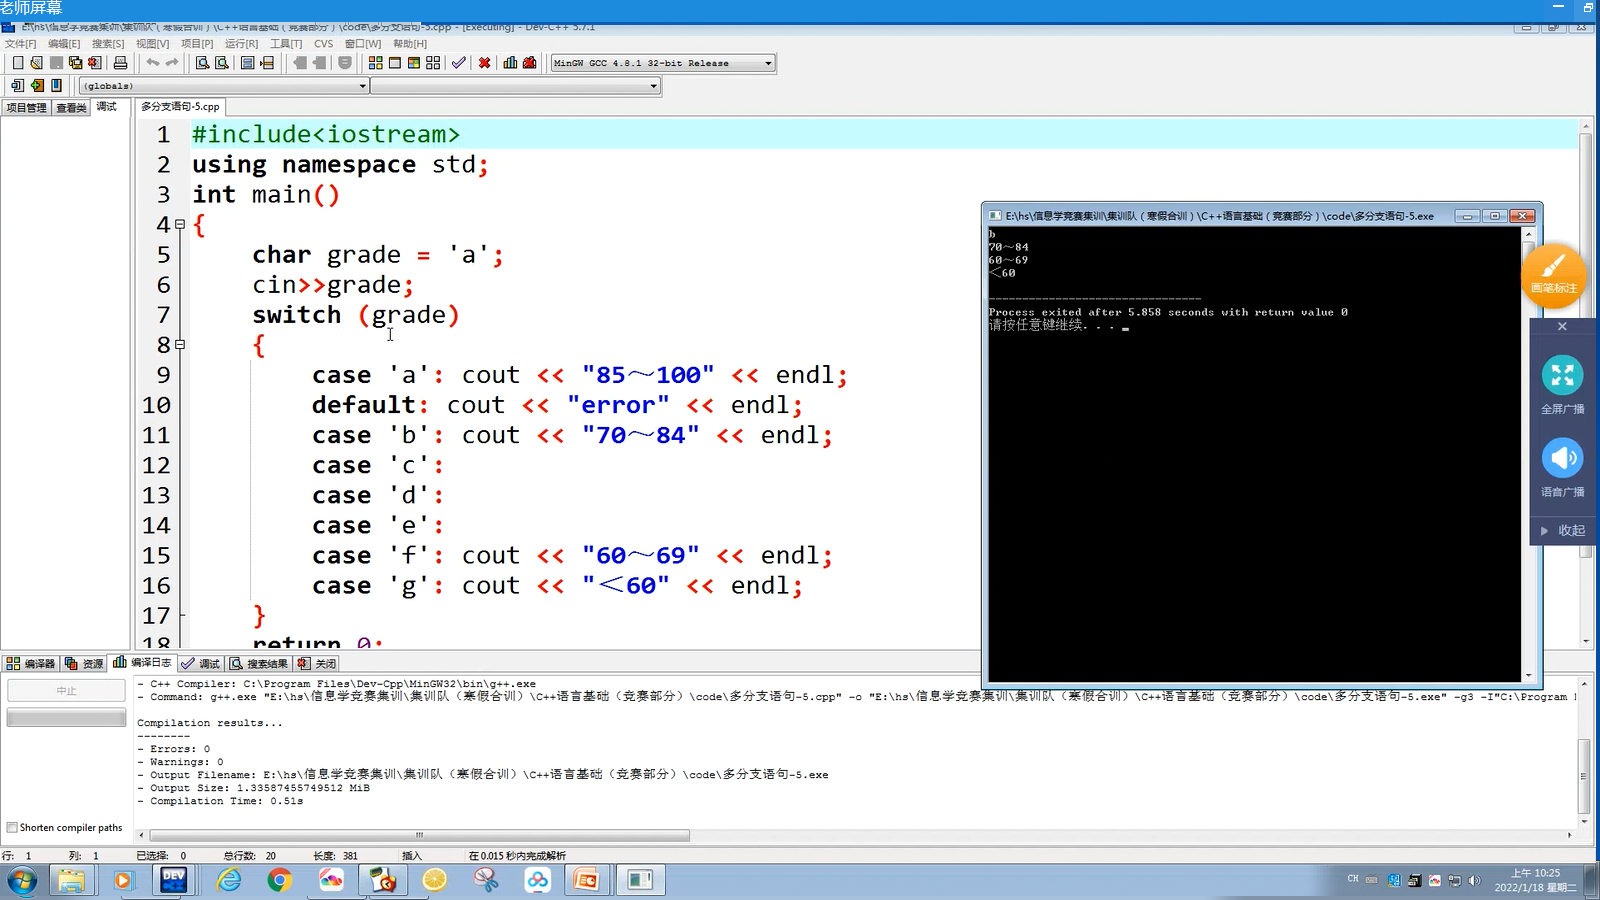 老师屏幕
E:\hs\信息学竞赛集训\集训队（寒假合训）\C++语言基础（竞赛部分）\code\多分支语句-5.cpp - [Executing] - Dev-C++ 5.7.1
文件[F] 编辑[E] 搜索[S] 视图[V] 项目[P] 运行[R] 工具[T] CVS 窗口[W] 帮助[H]
MinGW GCC 4.8.1 32-bit Release
(globals)
项目管理 查看类 调试 多分支语句-5.cpp
1 #include<iostream>
2 using namespace std;
3 int main()
4 {
5 char grade = 'a';
6 cin>>grade;
7 switch (grade)
8 {
9 case 'a': cout << "85～100" << endl;
10 default: cout << "error" << endl;
11 case 'b': cout << "70～84" << endl;
12 case 'c':
13 case 'd':
14 case 'e':
15 case 'f': cout << "60～69" << endl;
16 case 'g': cout << "＜60" << endl;
17 }
18 return 0;
E:\hs\信息学竞赛集训\集训队（寒假合训）\C++语言基础（竞赛部分）\code\多分支语句-5.exe
b
70～84
60～69
＜60
--------------------------------
Process exited after 5.858 seconds with return value 0
请按任意键继续. . .
画笔标注
全屏广播
语音广播
收起
编译器 资源 编译日志 调试 搜索结果 关闭
中止
Shorten compiler paths
- C++ Compiler: C:\Program Files\Dev-Cpp\MinGW32\bin\g++.exe
- Command: g++.exe "E:\hs\信息学竞赛集训\集训队（寒假合训）\C++语言基础（竞赛部分）\code\多分支语句-5.cpp" -o "E:\hs\信息学竞赛集训\集训队（寒假合训）\C++语言基础（竞赛部分）\code\多分支语句-5.exe" -g3 -I"C:\Program
Compilation results...
--------
- Errors: 0
- Warnings: 0
- Output Filename: E:\hs\信息学竞赛集训\集训队（寒假合训）\C++语言基础（竞赛部分）\code\多分支语句-5.exe
- Output Size: 1.33587455749512 MiB
- Compilation Time: 0.51s
行: 1 列: 1 已选择: 0 总行数: 20 长度: 381 插入 在 0.015 秒内完成解析
DEV
CH
上午 10:25
2022/1/18 星期二